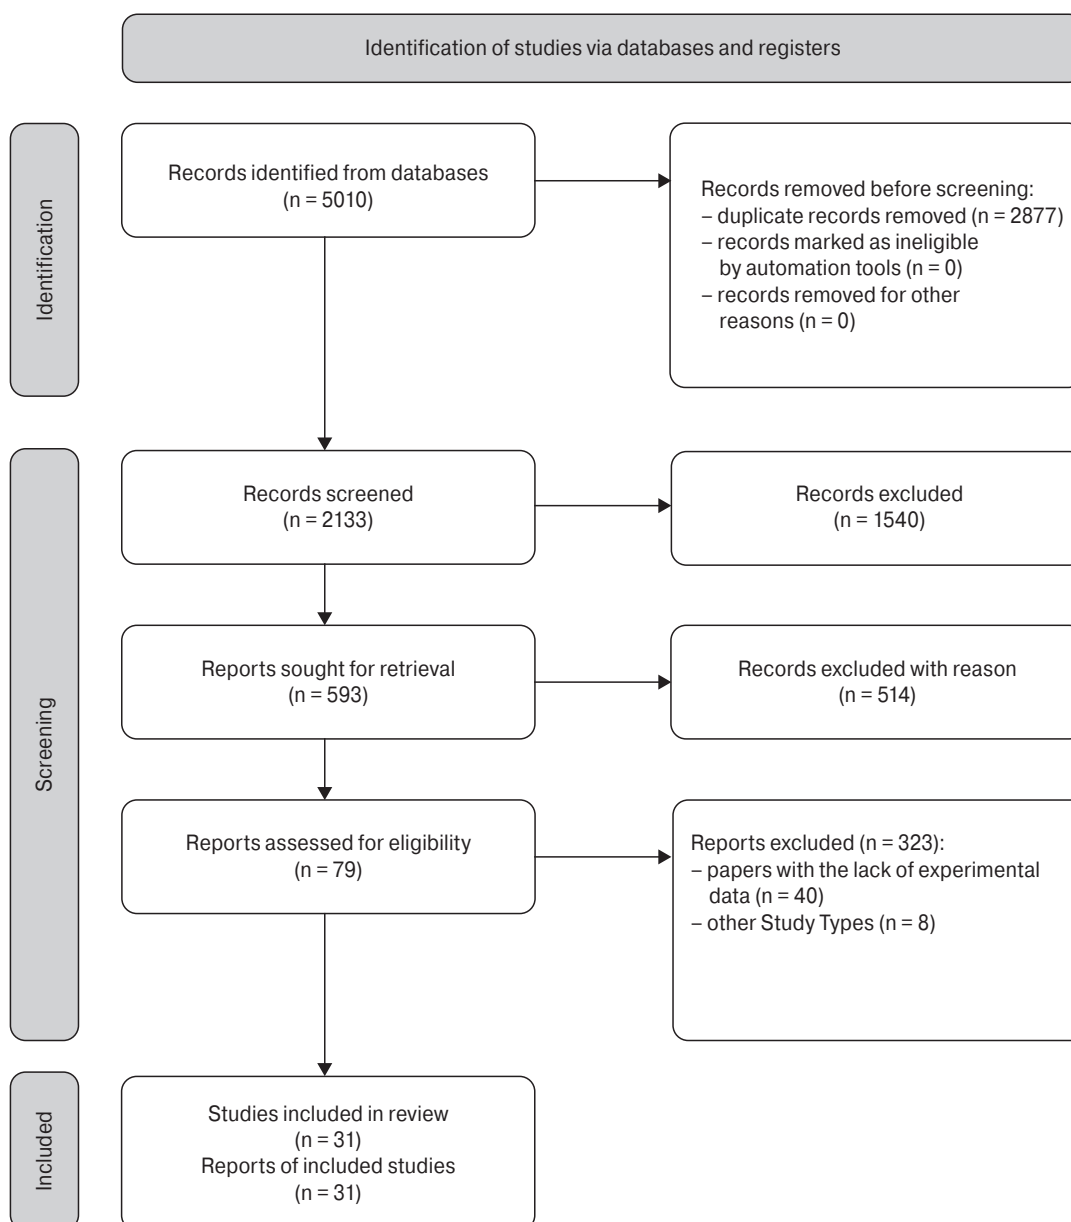 Identification of studies via databases and registers
Identification
Records identified from databases
(n = 5010)
Records removed before screening:
– duplicate records removed (n = 2877)
– records marked as ineligible
by automation tools (n = 0)
– records removed for other
reasons (n = 0)
Screening
Records screened
(n = 2133)
Records excluded
(n = 1540)
Reports sought for retrieval
(n = 593)
Records excluded with reason
(n = 514)
Reports assessed for eligibility
(n = 79)
Reports excluded (n = 323):
– papers with the lack of experimental
data (n = 40)
– other Study Types (n = 8)
Included
Studies included in review
(n = 31)
Reports of included studies
(n = 31)